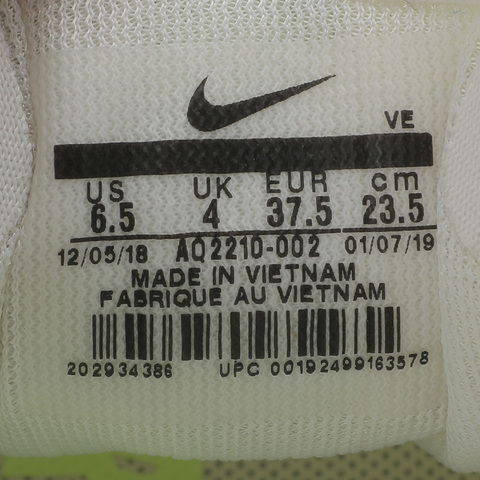 VE
US UK EUR cm
6.5 4 37.5 23.5
12/05/18 AQ2210-002 01/07/19
MADE IN VIETNAM
FABRIQUE AU VIETNAM
202934386 UPC 00192499163578